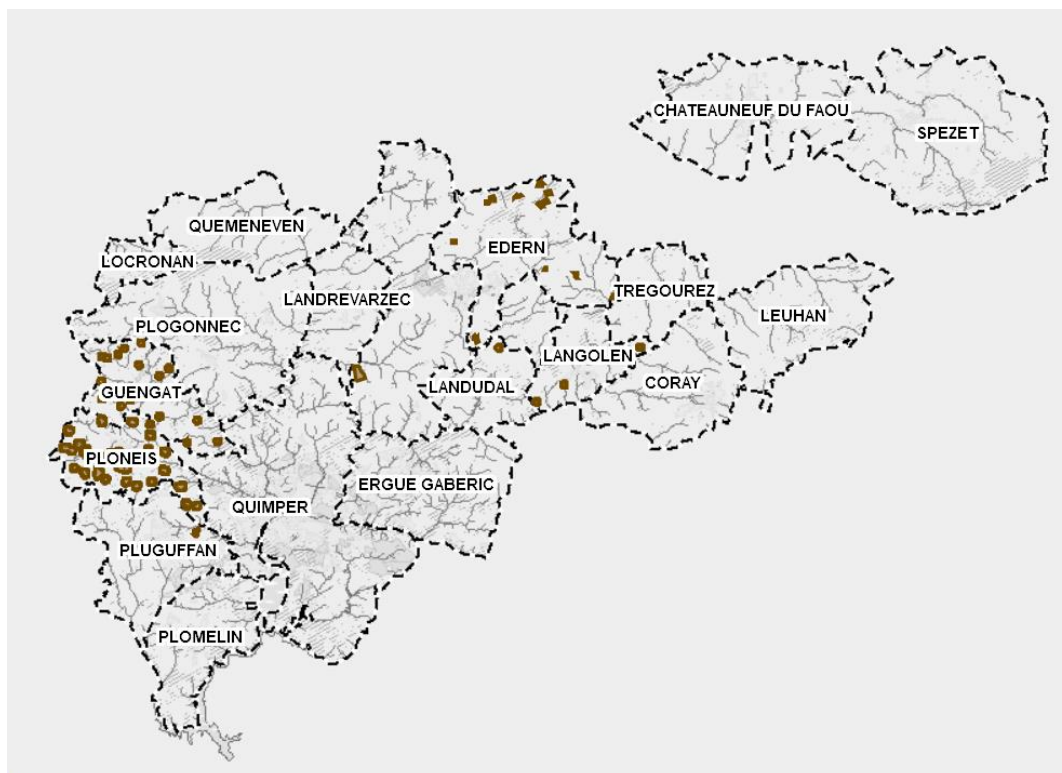 CHATEAUNEUF DU FAOU
SPEZET
QUEMENEVEN
EDERN
LOCRONAN
TREGOUREZ
LANDREVARZEC
LEUHAN
PLOGONNEC
LANGOLEN
CORAY
LANDUDAL
GUENGAT
PLONEIS
ERGUE GABERIC
QUIMPER
PLUGUFFAN
PLOMELIN